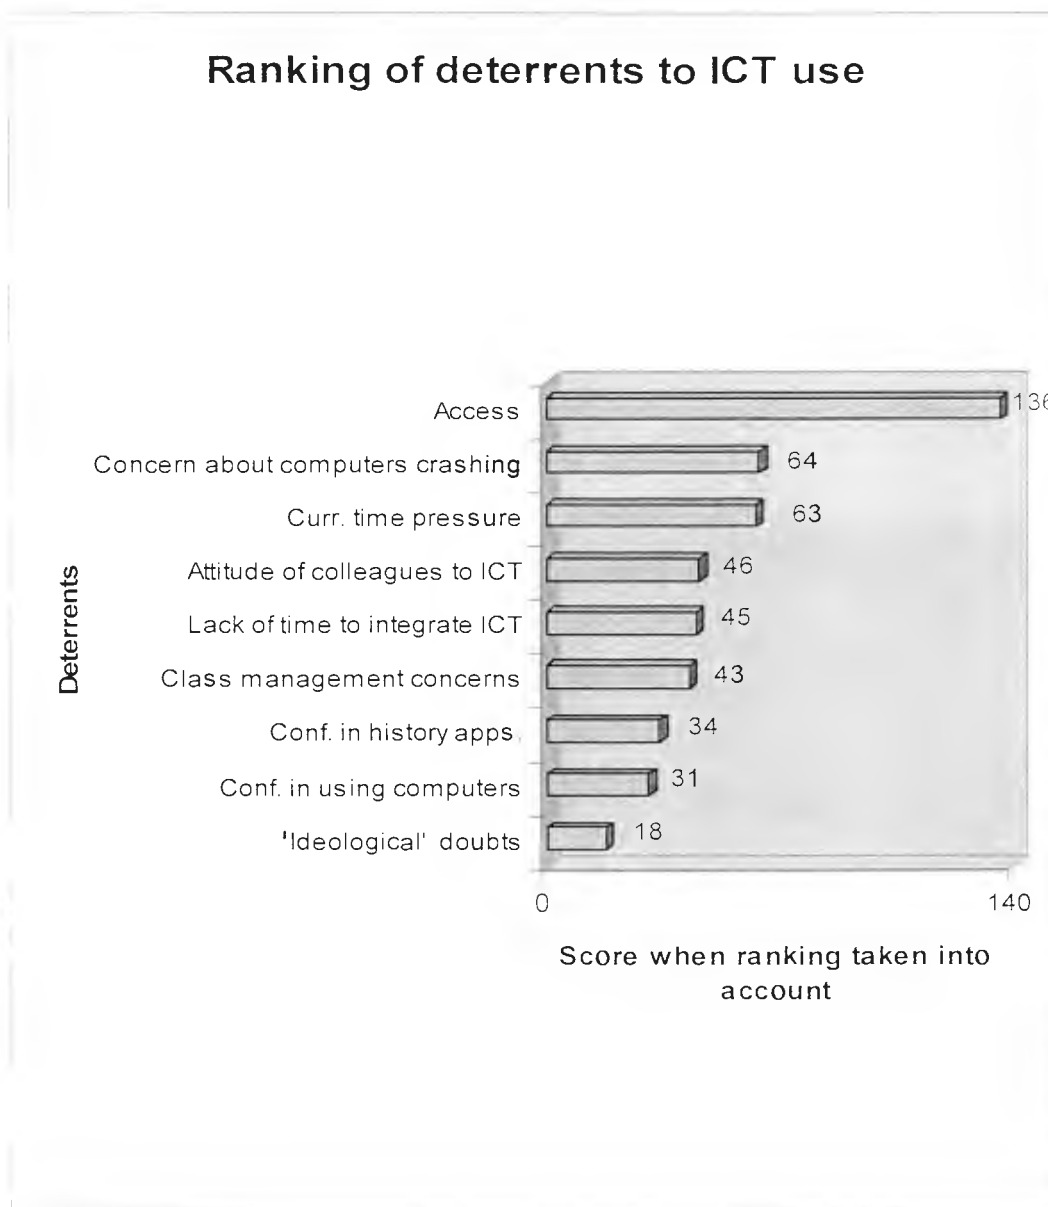 Ranking of deterrents to ICT use
Access
136
Concern about computers crashing
64
Curr. time pressure
63
Attitude of colleagues to ICT
46
Lack of time to integrate ICT
45
Class management concerns
43
Conf. in history apps.
34
Conf. in using computers
31
'Ideological' doubts
18
Deterrents
0
140
Score when ranking taken into
account